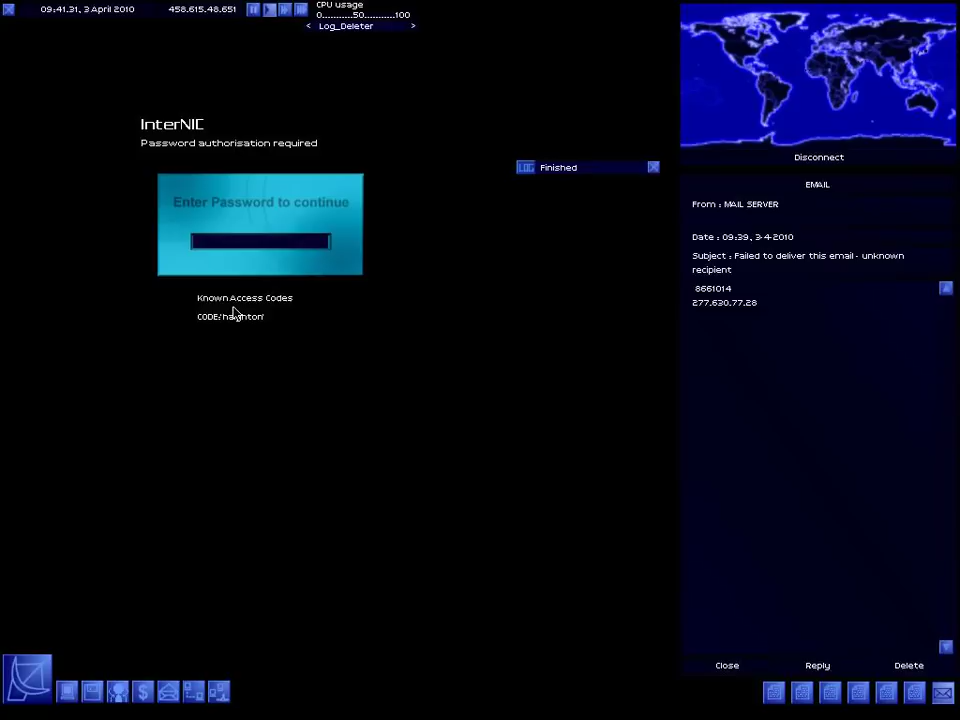 09:41.31, 3 April 2010
458.615.48.651
CPU usage
0..........50..........100
< Log_Deleter >
InterNIC
Password authorisation required
Enter Password to continue
Known Access Codes
LOG Finished
Disconnect
EMAIL
From : MAIL SERVER
Date : 09:39, 3-4-2010
Subject : Failed to deliver this email - unknown
recipient
8661014
277.630.77.28
Close Reply Delete